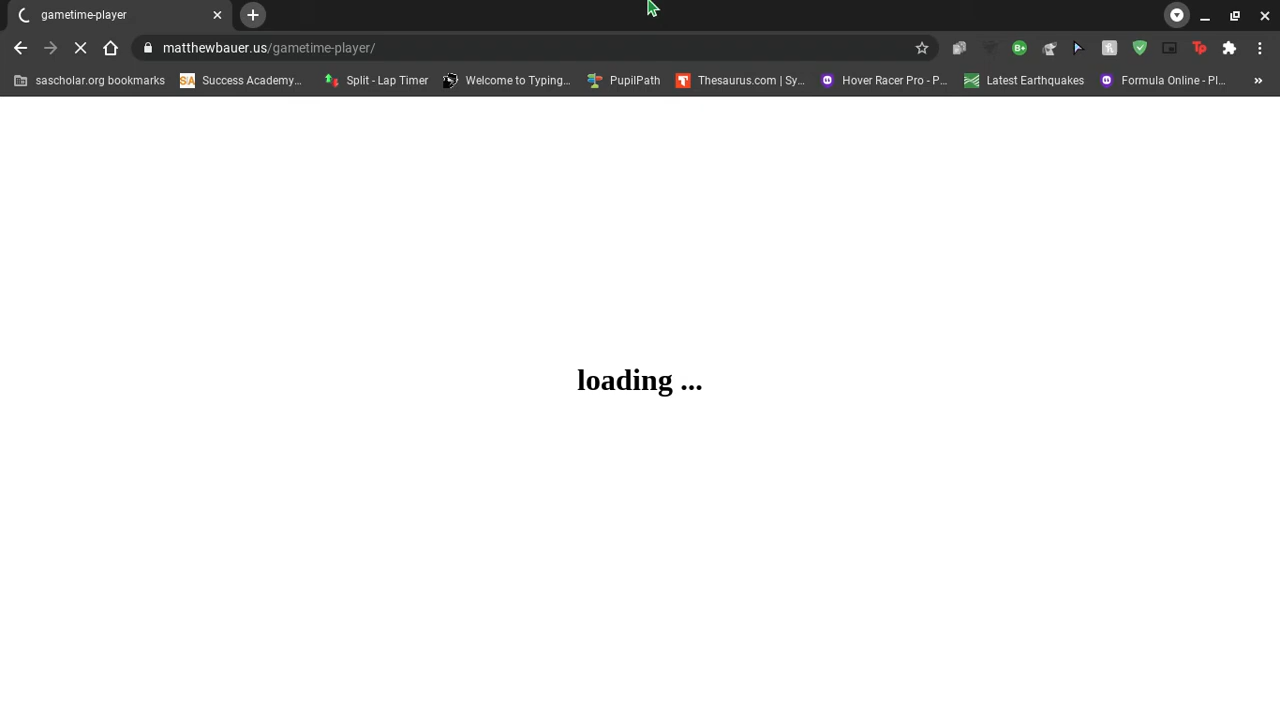 gametime-player
matthewbauer.us/gametime-player/
sascholar.org bookmarks
S|A Success Academy...
Split - Lap Timer
Welcome to Typing...
PupilPath
T Thesaurus.com | Sy...
Hover Racer Pro - P...
Latest Earthquakes
Formula Online - Pl...
»
B+
Tp
loading ...